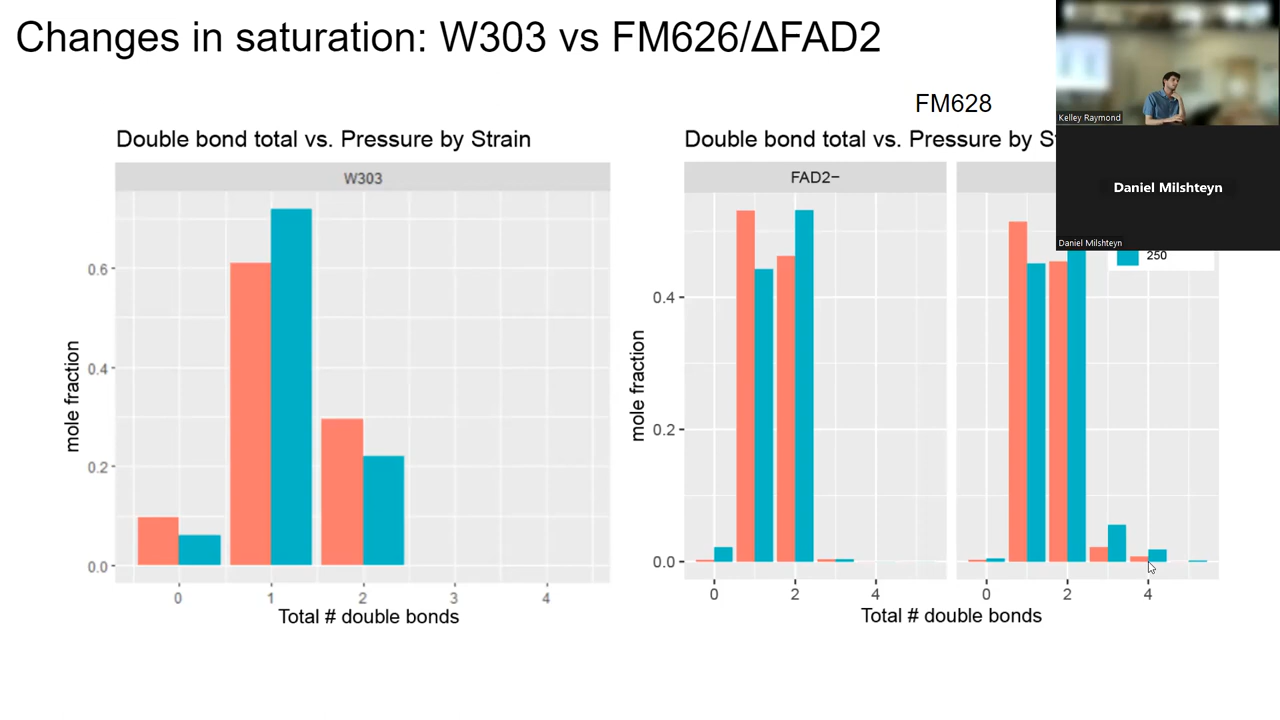 Changes in saturation: W303 vs FM626/ΔFAD2
FM628
Kelley Raymond
Daniel Milshteyn
Daniel Milshteyn
Double bond total vs. Pressure by Strain
W303
mole fraction
0.6
0.4
0.2
0.0
0 1 2 3 4
Total # double bonds
Double bond total vs. Pressure by S
FAD2−
250
mole fraction
0.4
0.2
0.0
0 2 4 0 2 4
Total # double bonds